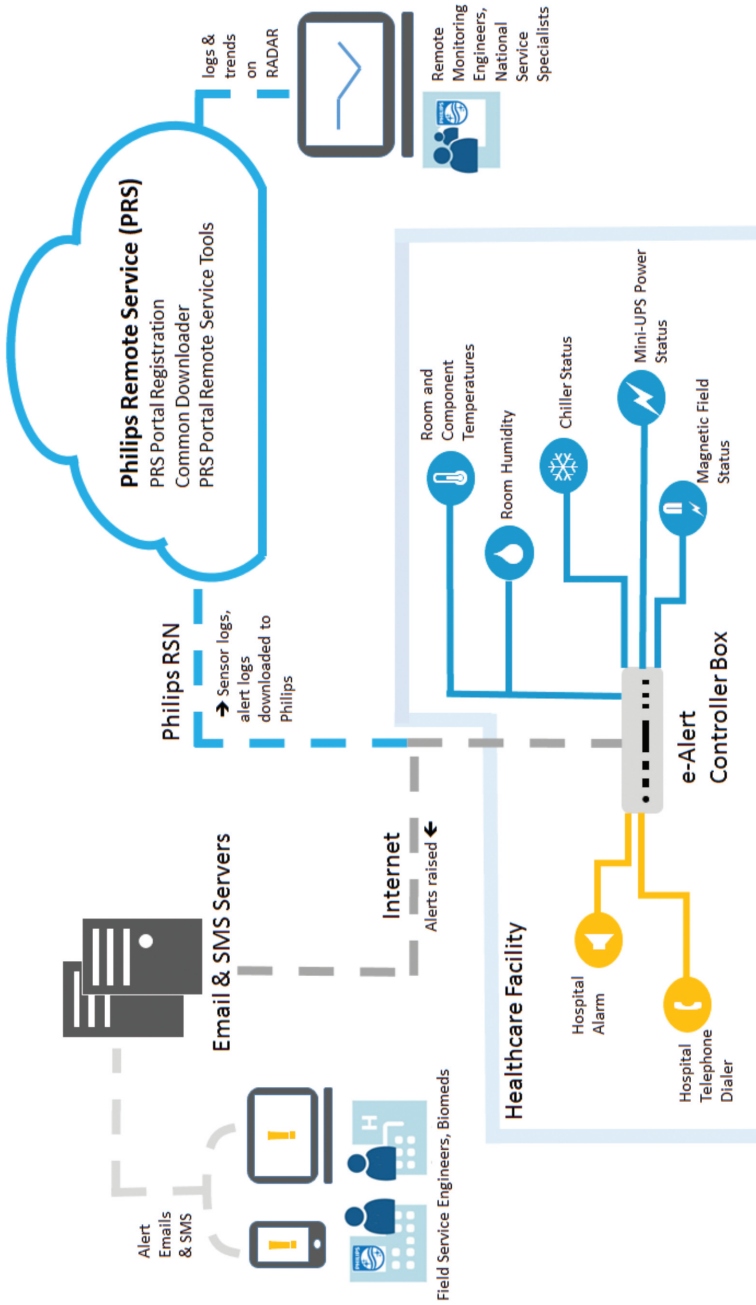 Philips Remote Service (PRS)
PRS Portal Registration
Common Downloader
PRS Portal Remote Service Tools
logs &
trends
on
RADAR
Remote
Monitoring
Engineers,
National
Service
Specialists
PHILIPS
Philips RSN
→ Sensor logs,
alert logs
downloaded to
Philips
Email & SMS Servers
Alert
Emails
& SMS
!
!
PHILIPS
H
Field Service Engineers, Biomeds
Internet
Alerts raised ←
Healthcare Facility
Room and
Component
Temperatures
Room Humidity
Chiller Status
Mini-UPS Power
Status
Magnetic Field
Status
e-Alert
Controller Box
Hospital
Alarm
Hospital
Telephone
Dialer